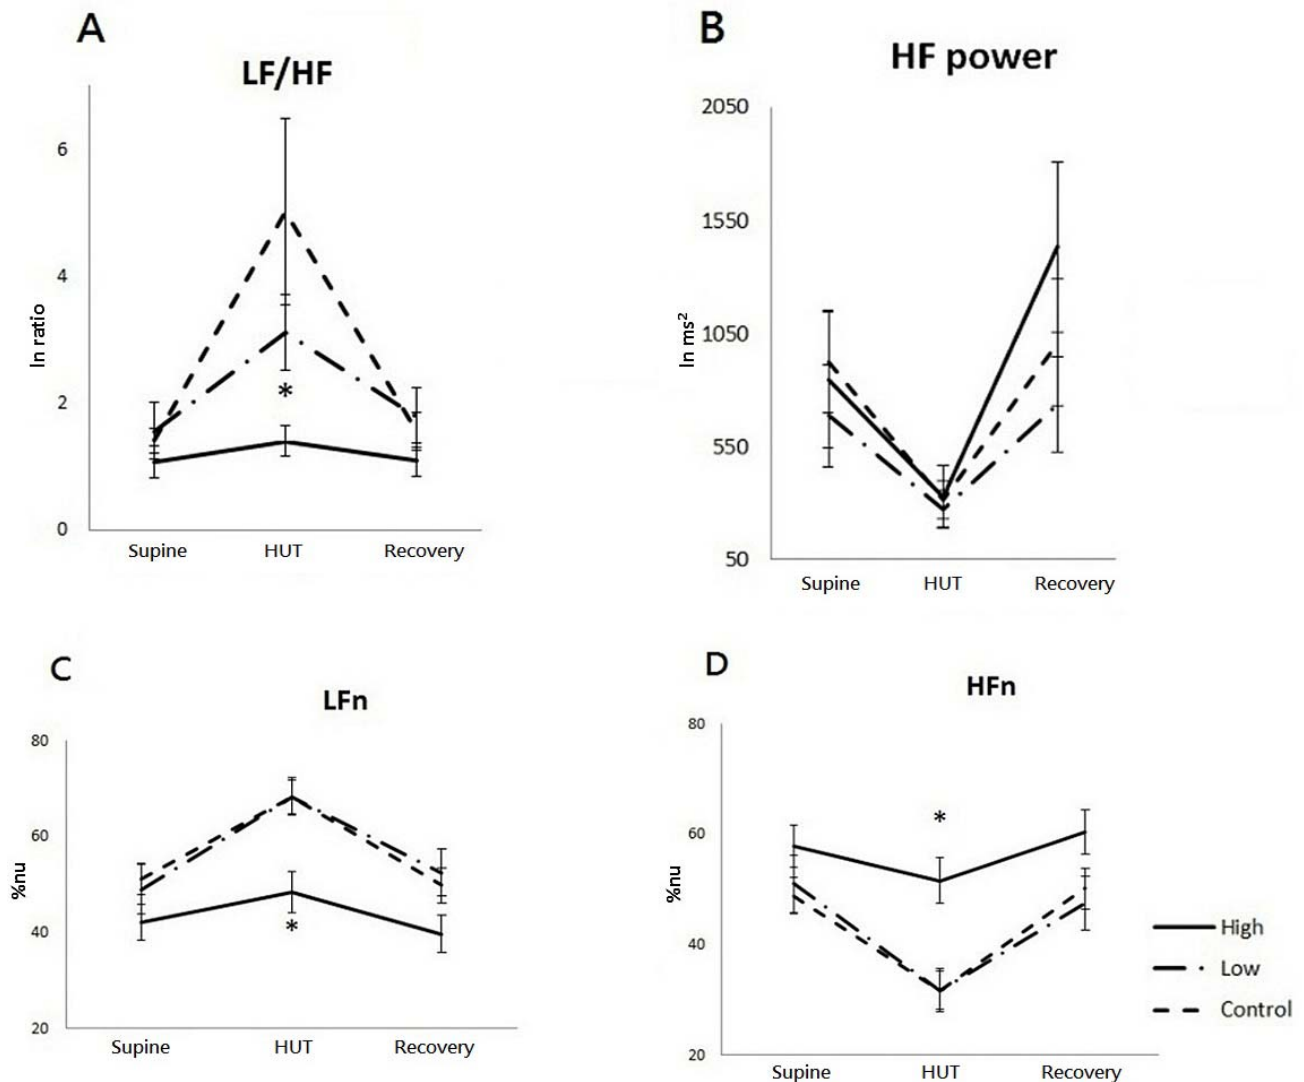 A
LF/HF
6
4
2
0
ln ratio
Supine HUT Recovery
*
B
HF power
2050
1550
1050
550
50
ln ms²
Supine HUT Recovery
C
LFn
80
60
40
20
%nu
*
Supine HUT Recovery
D
HFn
80
60
40
20
%nu
*
Supine HUT Recovery
High
Low
Control